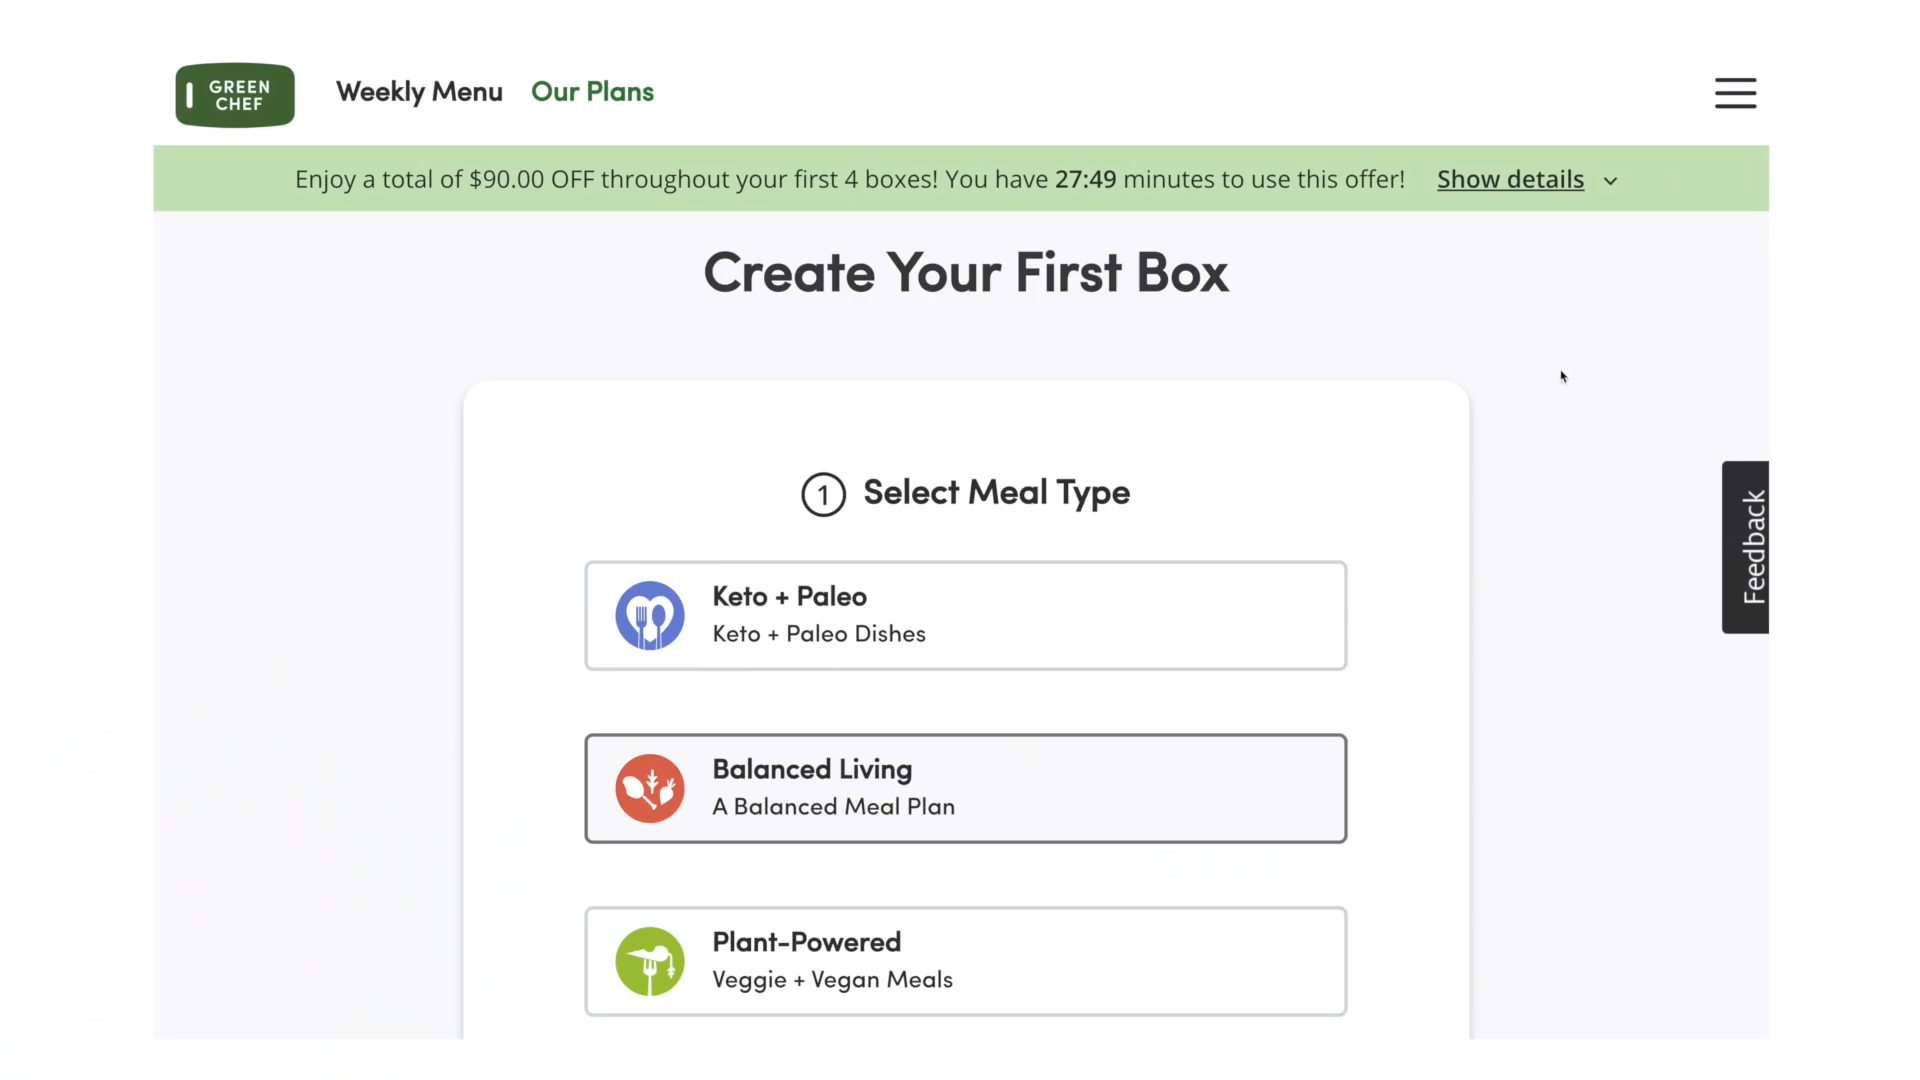 GREEN
CHEF
Weekly Menu
Our Plans
Enjoy a total of $90.00 OFF throughout your first 4 boxes! You have 27:49 minutes to use this offer! Show details
Create Your First Box
1 Select Meal Type
Keto + Paleo
Keto + Paleo Dishes
Feedback
Balanced Living
A Balanced Meal Plan
Plant-Powered
Veggie + Vegan Meals